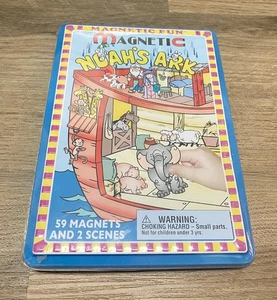 MAGNETIC FUN
MAGNETIC
NOAH'S ARK
59 MAGNETS
AND 2 SCENES
WARNING:
CHOKING HAZARD – Small parts.
Not for children under 3 yrs.